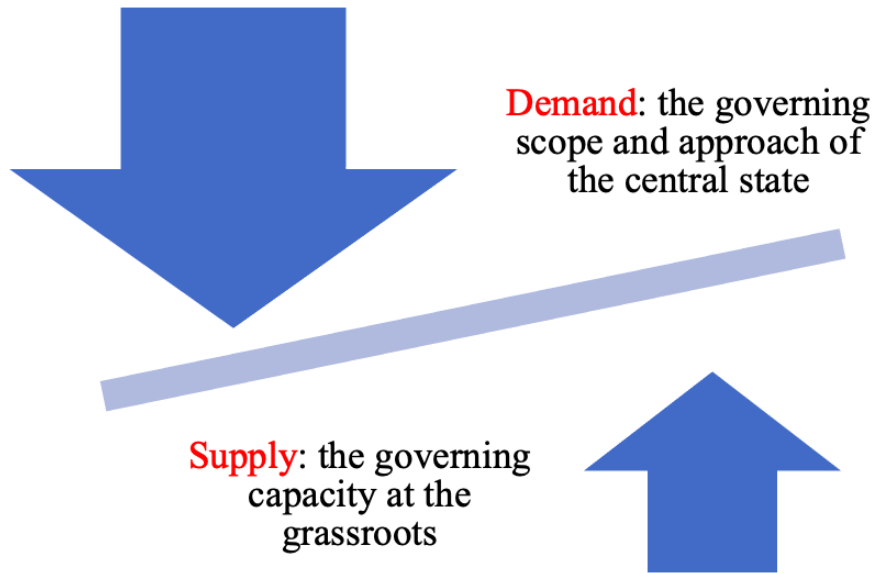 Demand: the governing
scope and approach of
the central state
Supply: the governing
capacity at the
grassroots